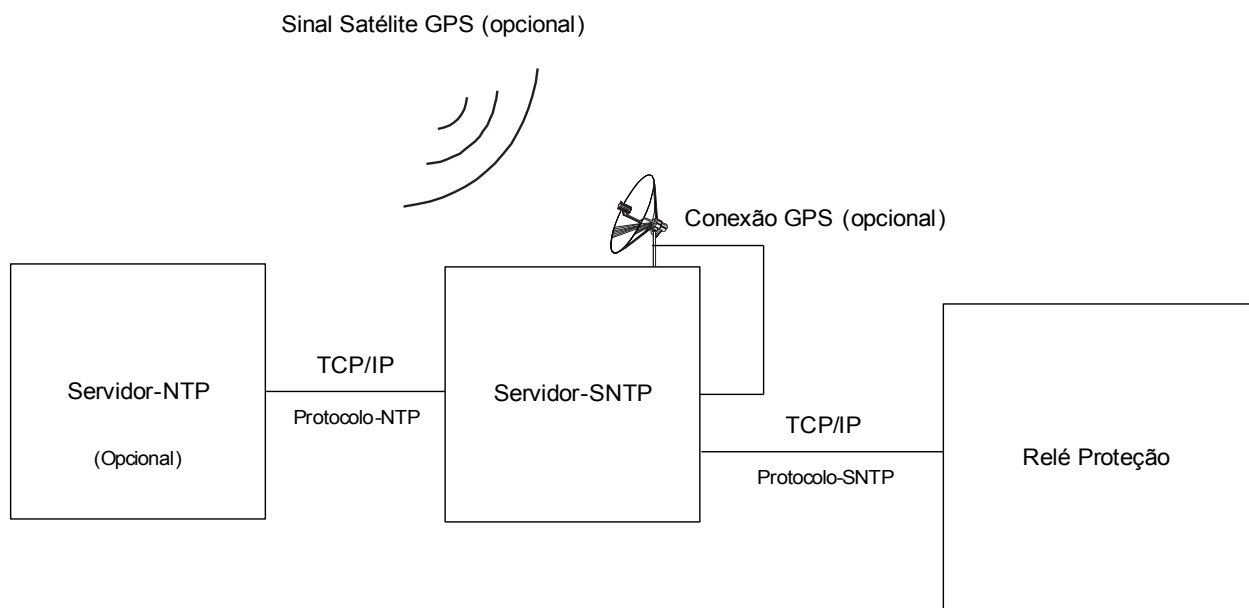 Sinal Satélite GPS (opcional)
Conexão GPS (opcional)
Servidor-NTP
(Opcional)
TCP/IP
Protocolo-NTP
Servidor-SNTP
TCP/IP
Protocolo-SNTP
Relé Proteção